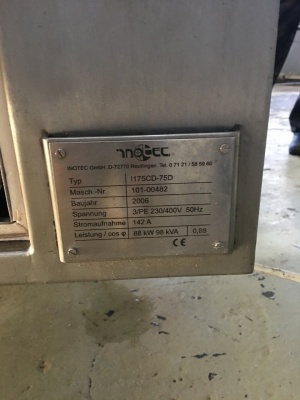 INOTEC
INOTEC GmbH, D-72770 Reutlingen, Tel. 0 71 21 / 58 59 60
Typ I175CD-75D
Masch.-Nr. 101-00482
Baujahr 2006
Spannung 3/PE 230/400V 50Hz
Stromaufnahme 142 A
Leistung / cos φ 88 kW 98 kVA 0,88
CE